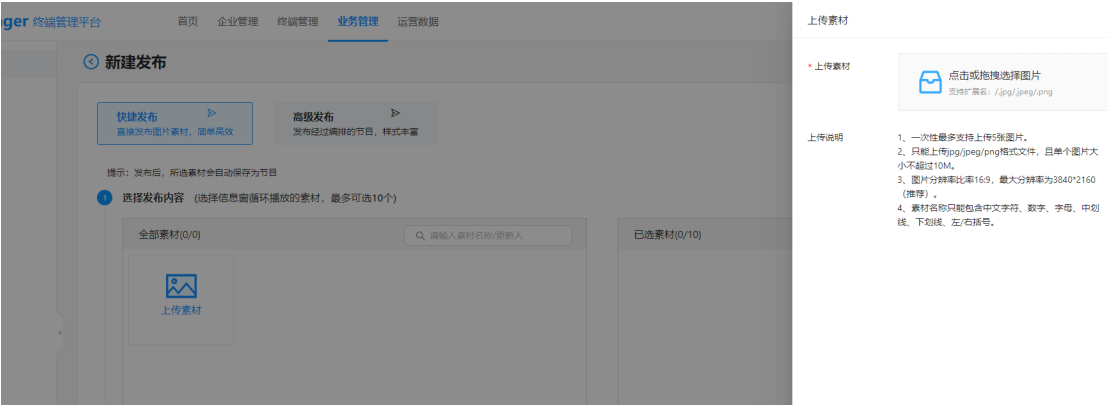 ger 终端管理平台
首页 企业管理 终端管理 业务管理 运营数据
新建发布
快捷发布
直接发布图片素材，简单高效
高级发布
发布经过编排的节目，样式丰富
提示：发布后，所选素材会自动保存为节目
1 选择发布内容 (选择信息窗循环播放的素材，最多可选10个)
全部素材(0/0)
请输入素材名称/更新人
已选素材(0/10)
上传素材
上传素材
* 上传素材
点击或拖拽选择图片
支持扩展名：/.jpg/.jpeg/.png
上传说明
1、一次性最多支持上传5张图片。
2、只能上传jpg/jpeg/png格式文件，且单个图片大
小不超过10M。
3、图片分辨率比率16:9，最大分辨率为3840*2160
（推荐）。
4、素材名称只能包含中文字符、数字、字母、中划
线、下划线、左/右括号。